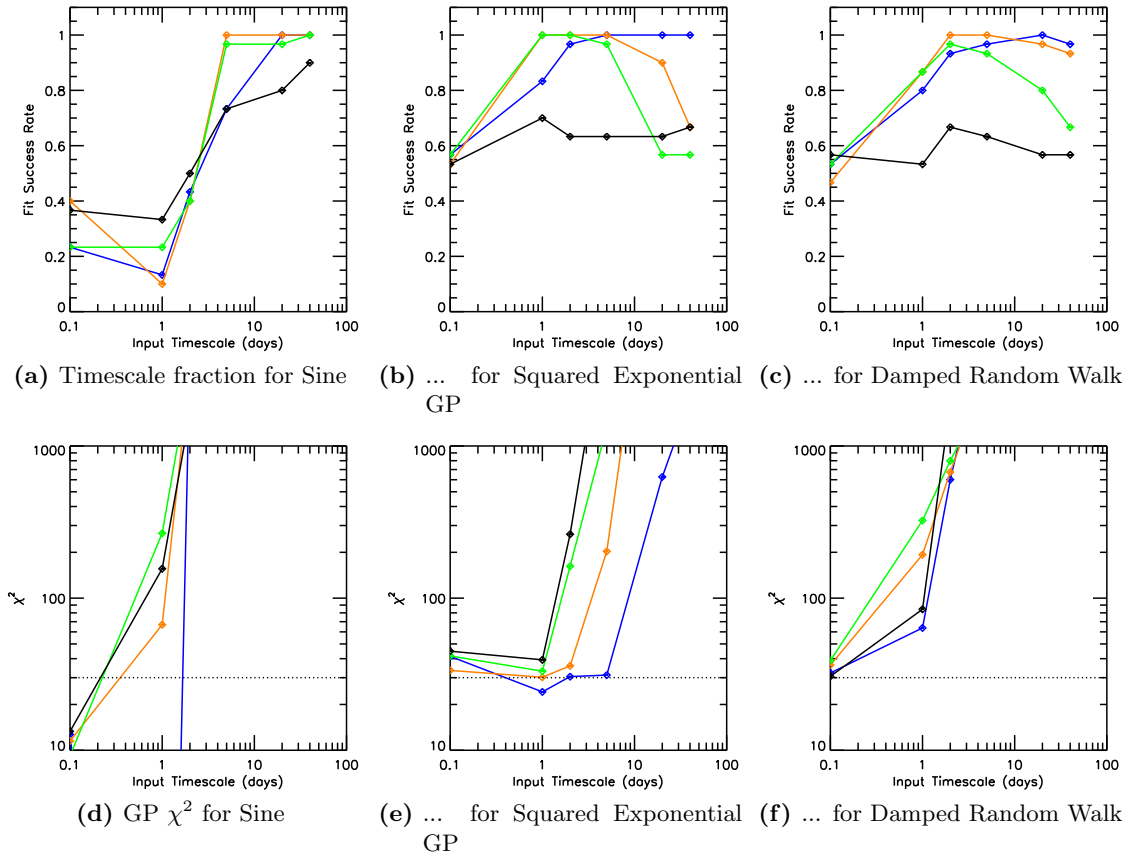 1
0.8
0.6
0.4
0.2
0
Fit Success Rate
0.1 1 10 100
Input Timescale (days)
(a) Timescale fraction for Sine
1
0.8
0.6
0.4
0.2
0
Fit Success Rate
0.1 1 10 100
Input Timescale (days)
(b) ... for Squared Exponential
GP
1
0.8
0.6
0.4
0.2
0
Fit Success Rate
0.1 1 10 100
Input Timescale (days)
(c) ... for Damped Random Walk
1000
100
10
χ²
0.1 1 10 100
Input Timescale (days)
(d) GP χ² for Sine
1000
100
10
χ²
0.1 1 10 100
Input Timescale (days)
(e) ... for Squared Exponential
GP
1000
100
10
χ²
0.1 1 10 100
Input Timescale (days)
(f) ... for Damped Random Walk